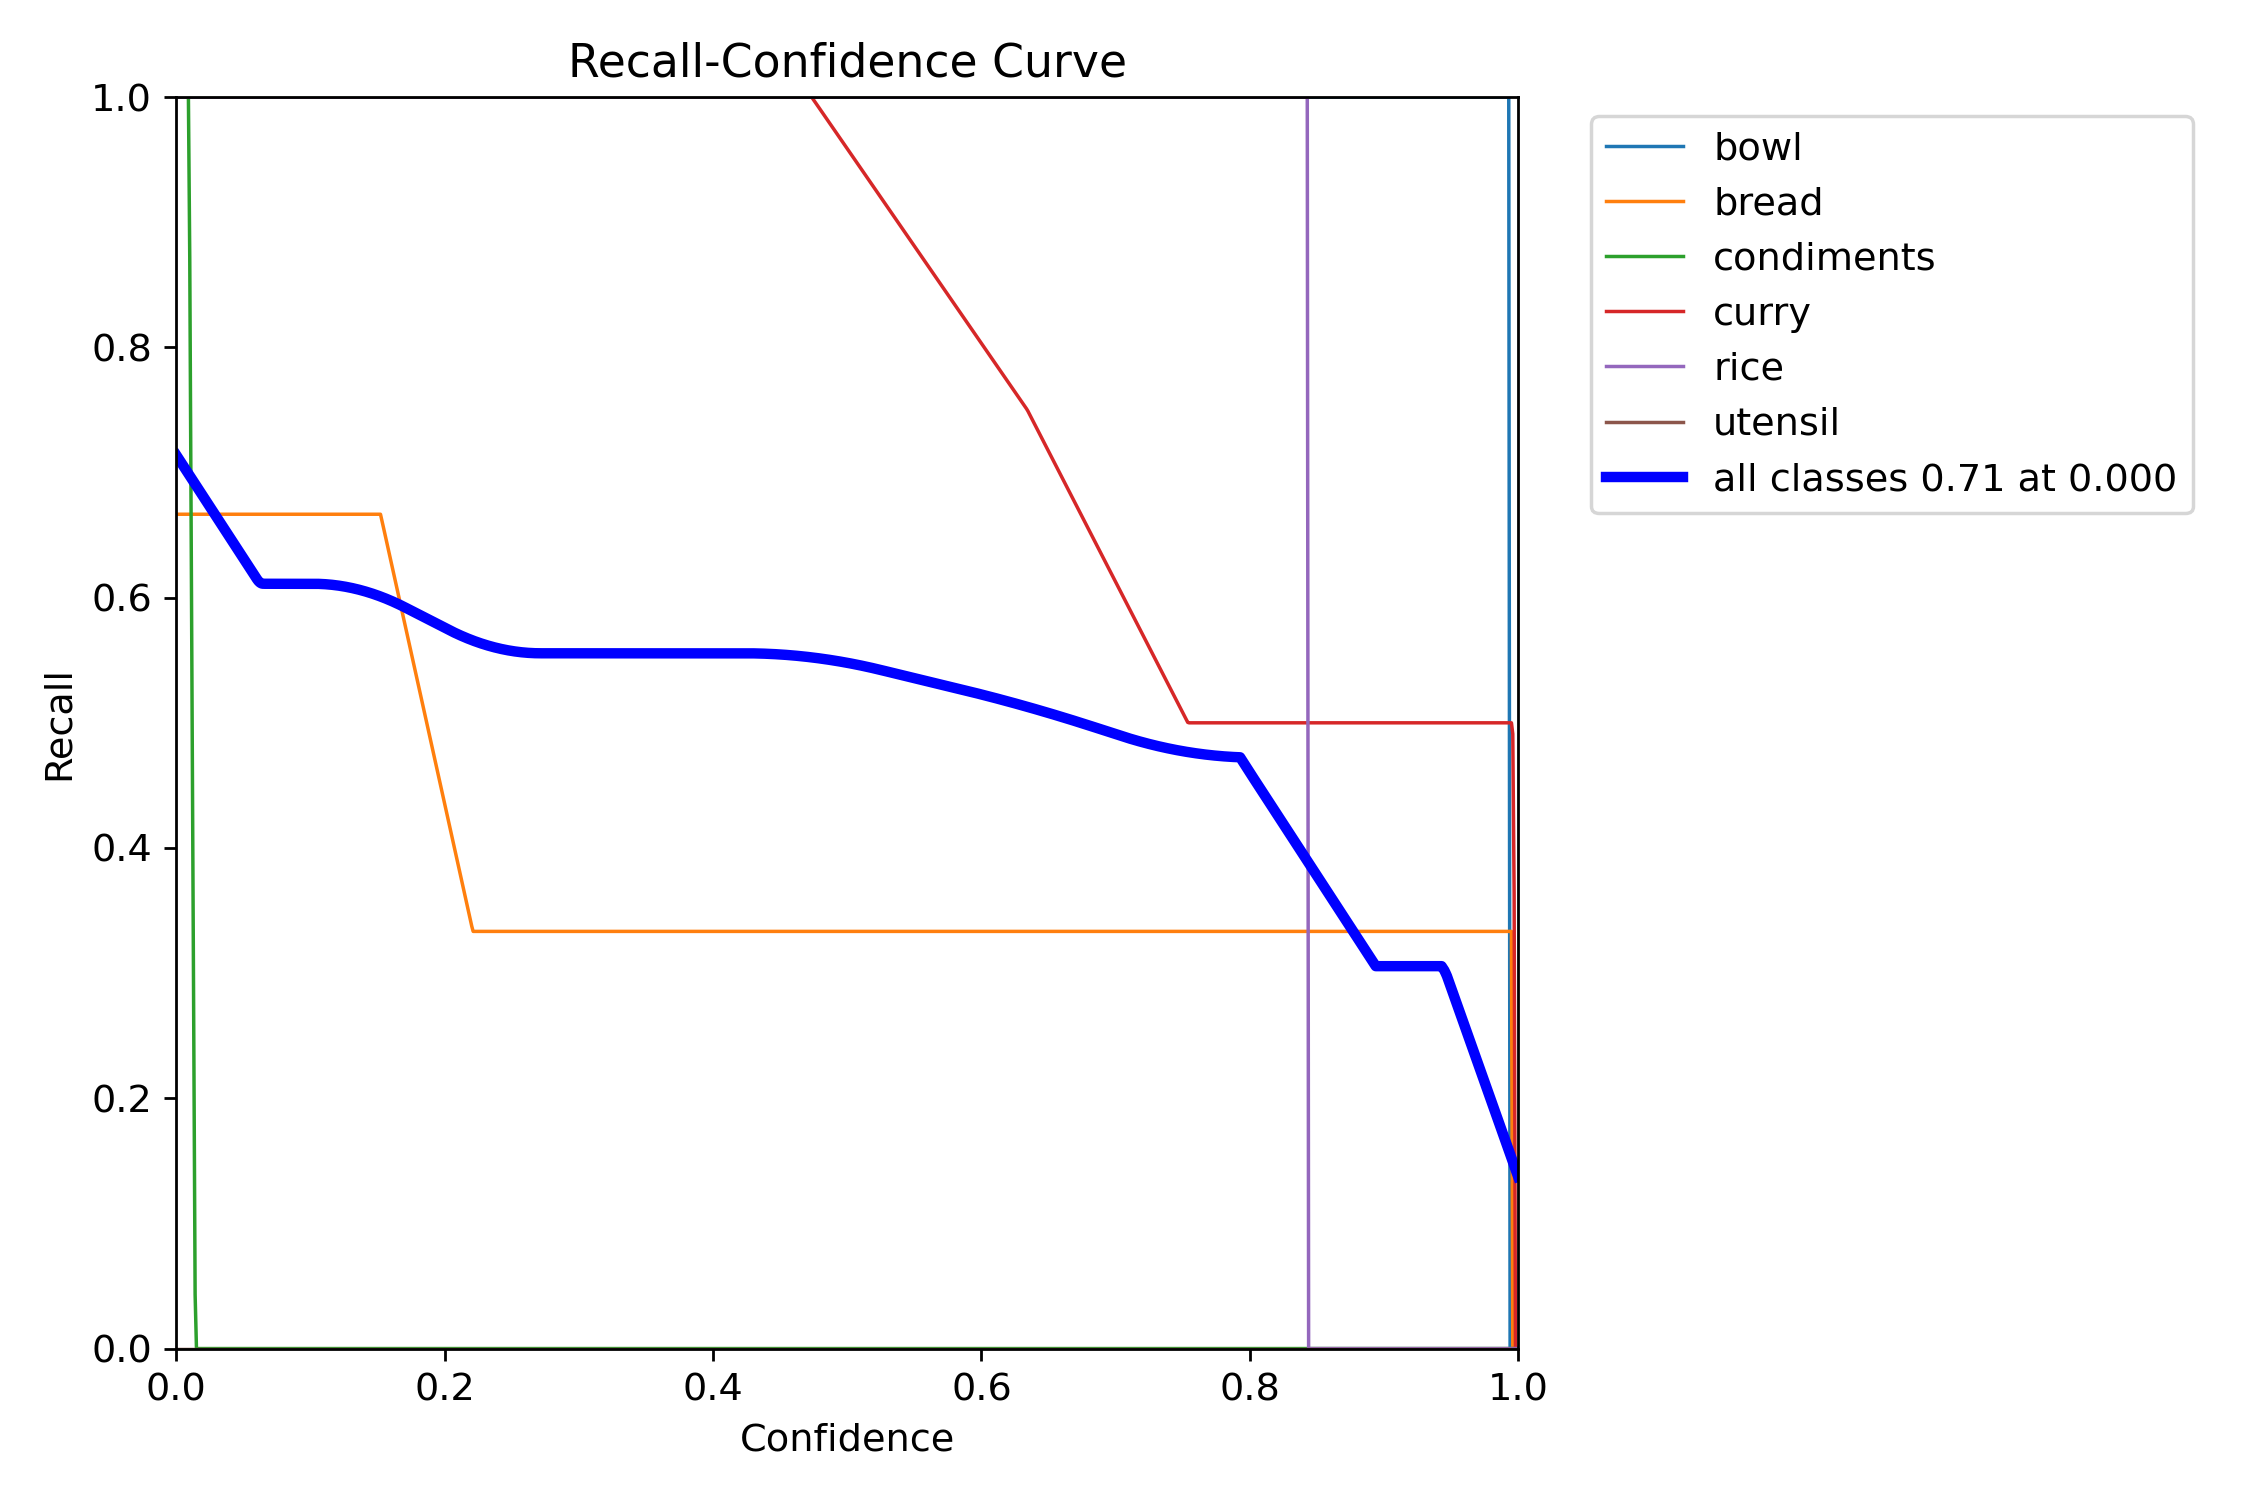 Recall-Confidence Curve
1.0
0.8
0.6
0.4
0.2
0.0
Recall
0.0 0.2 0.4 0.6 0.8 1.0
Confidence
bowl
bread
condiments
curry
rice
utensil
all classes 0.71 at 0.000